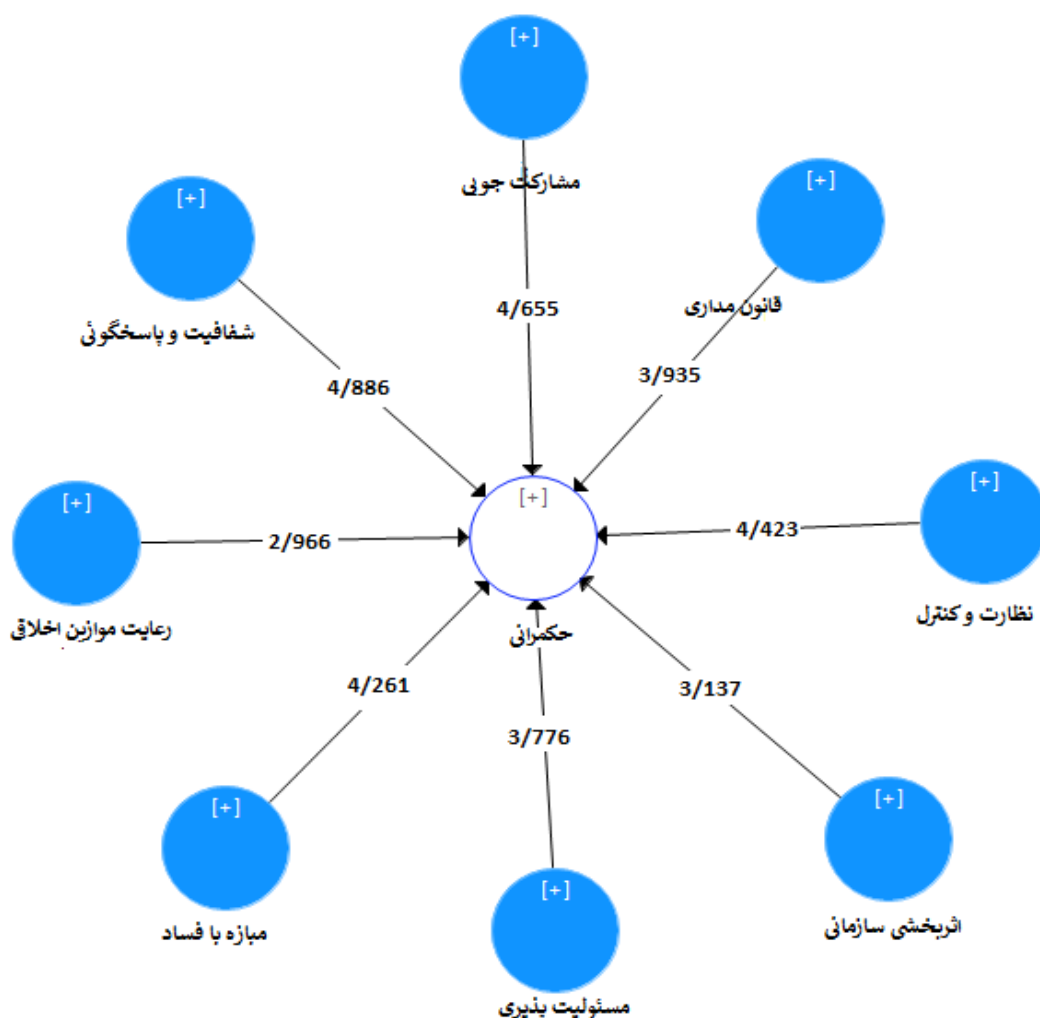 [+]
مشارکت جویی
[+]
قانون مداری
[+]
شفافیت و پاسخگوئی
4/655
3/935
4/886
[+]
نظارت و کنترل
4/423
[+]
حکمرانی
[+]
رعایت موازین اخلاقی
2/966
4/261
3/137
3/776
[+]
مبازه با فساد
[+]
مسئولیت پذیری
[+]
اثربخشی سازمانی